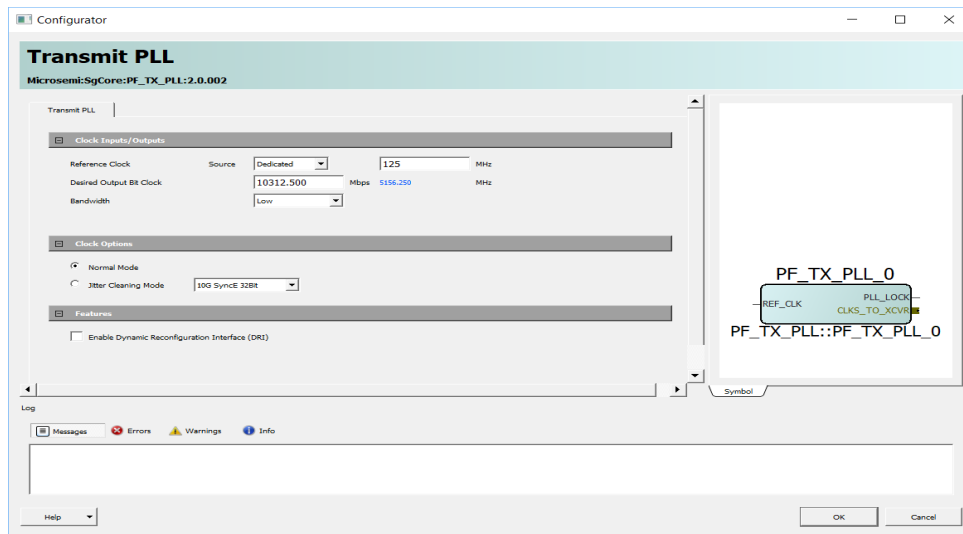 Configurator
Transmit PLL
Microsemi:SgCore:PF_TX_PLL:2.0.002
Transmit PLL
Clock Inputs/Outputs
Reference Clock Source Dedicated 125 MHz
Desired Output Bit Clock 10312.500 Mbps 5156.250 MHz
Bandwidth Low
Clock Options
Normal Mode
Jitter Cleaning Mode 10G SyncE 32Bit
Features
Enable Dynamic Reconfiguration Interface (DRI)
PF_TX_PLL_0
REF_CLK PLL_LOCK
CLKS_TO_XCVR
PF_TX_PLL::PF_TX_PLL_0
Symbol
Log
Messages Errors Warnings Info
Help OK Cancel